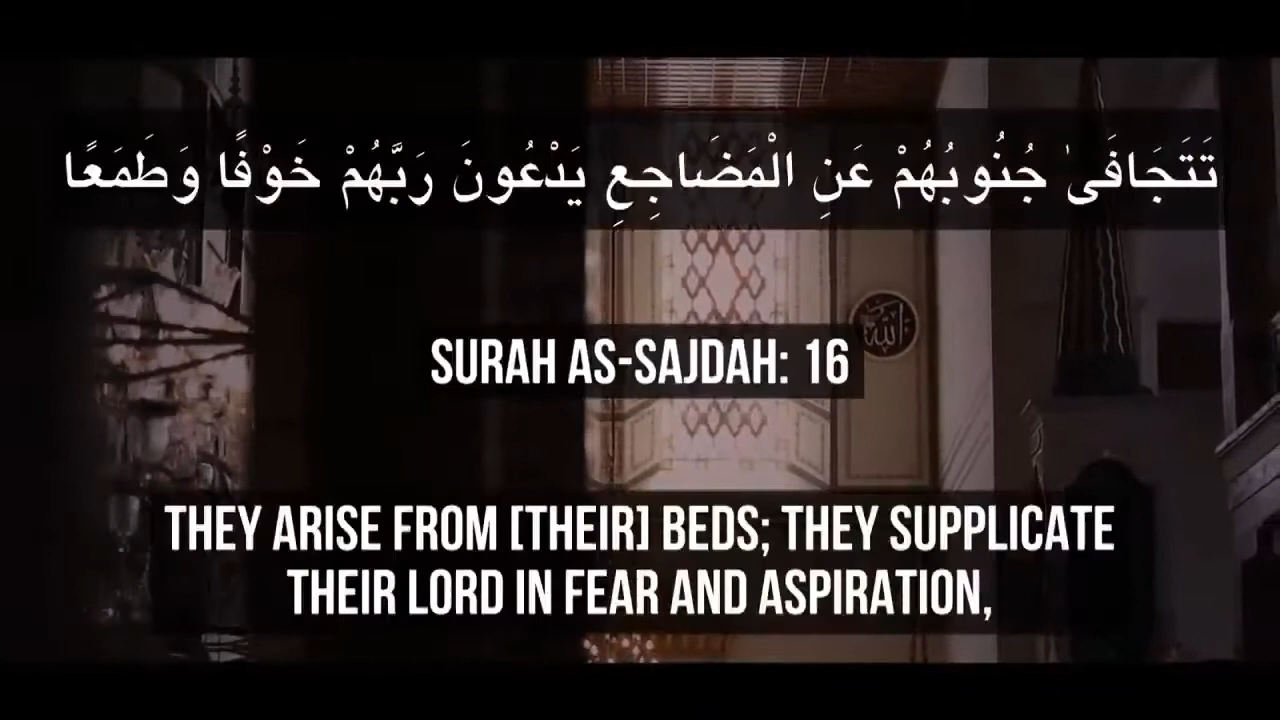 تَتَجَافَىٰ جُنُوبُهُمْ عَنِ الْمَضَاجِعِ يَدْعُونَ رَبَّهُمْ خَوْفًا وَطَمَعًا
الله
SURAH AS-SAJDAH: 16
THEY ARISE FROM [THEIR] BEDS; THEY SUPPLICATE
THEIR LORD IN FEAR AND ASPIRATION,